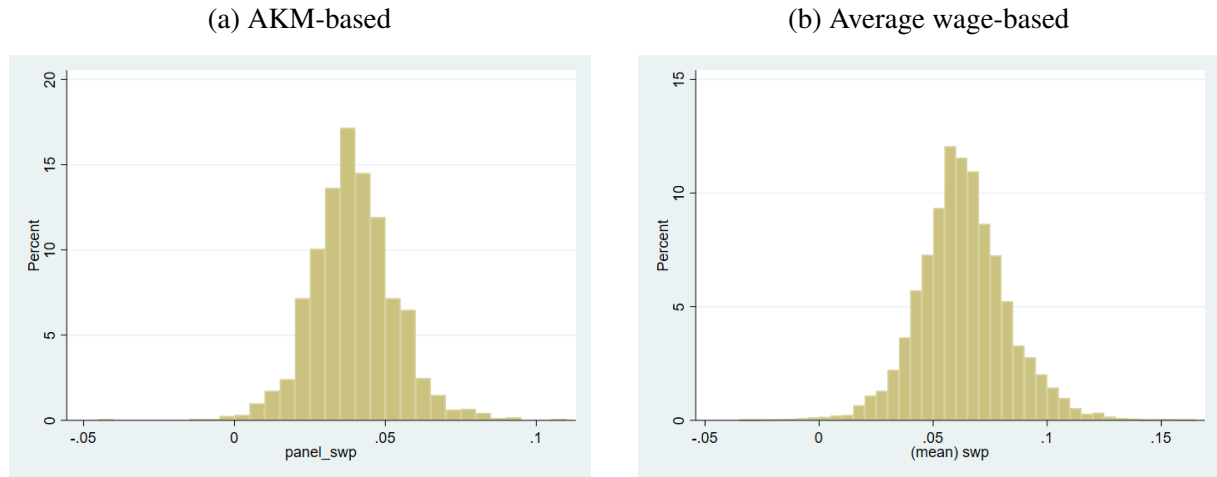 (a) AKM-based
Percent
20
15
10
5
0
-.05 0 .05 .1
panel_swp
(b) Average wage-based
Percent
15
10
5
0
-.05 0 .05 .1 .15
(mean) swp